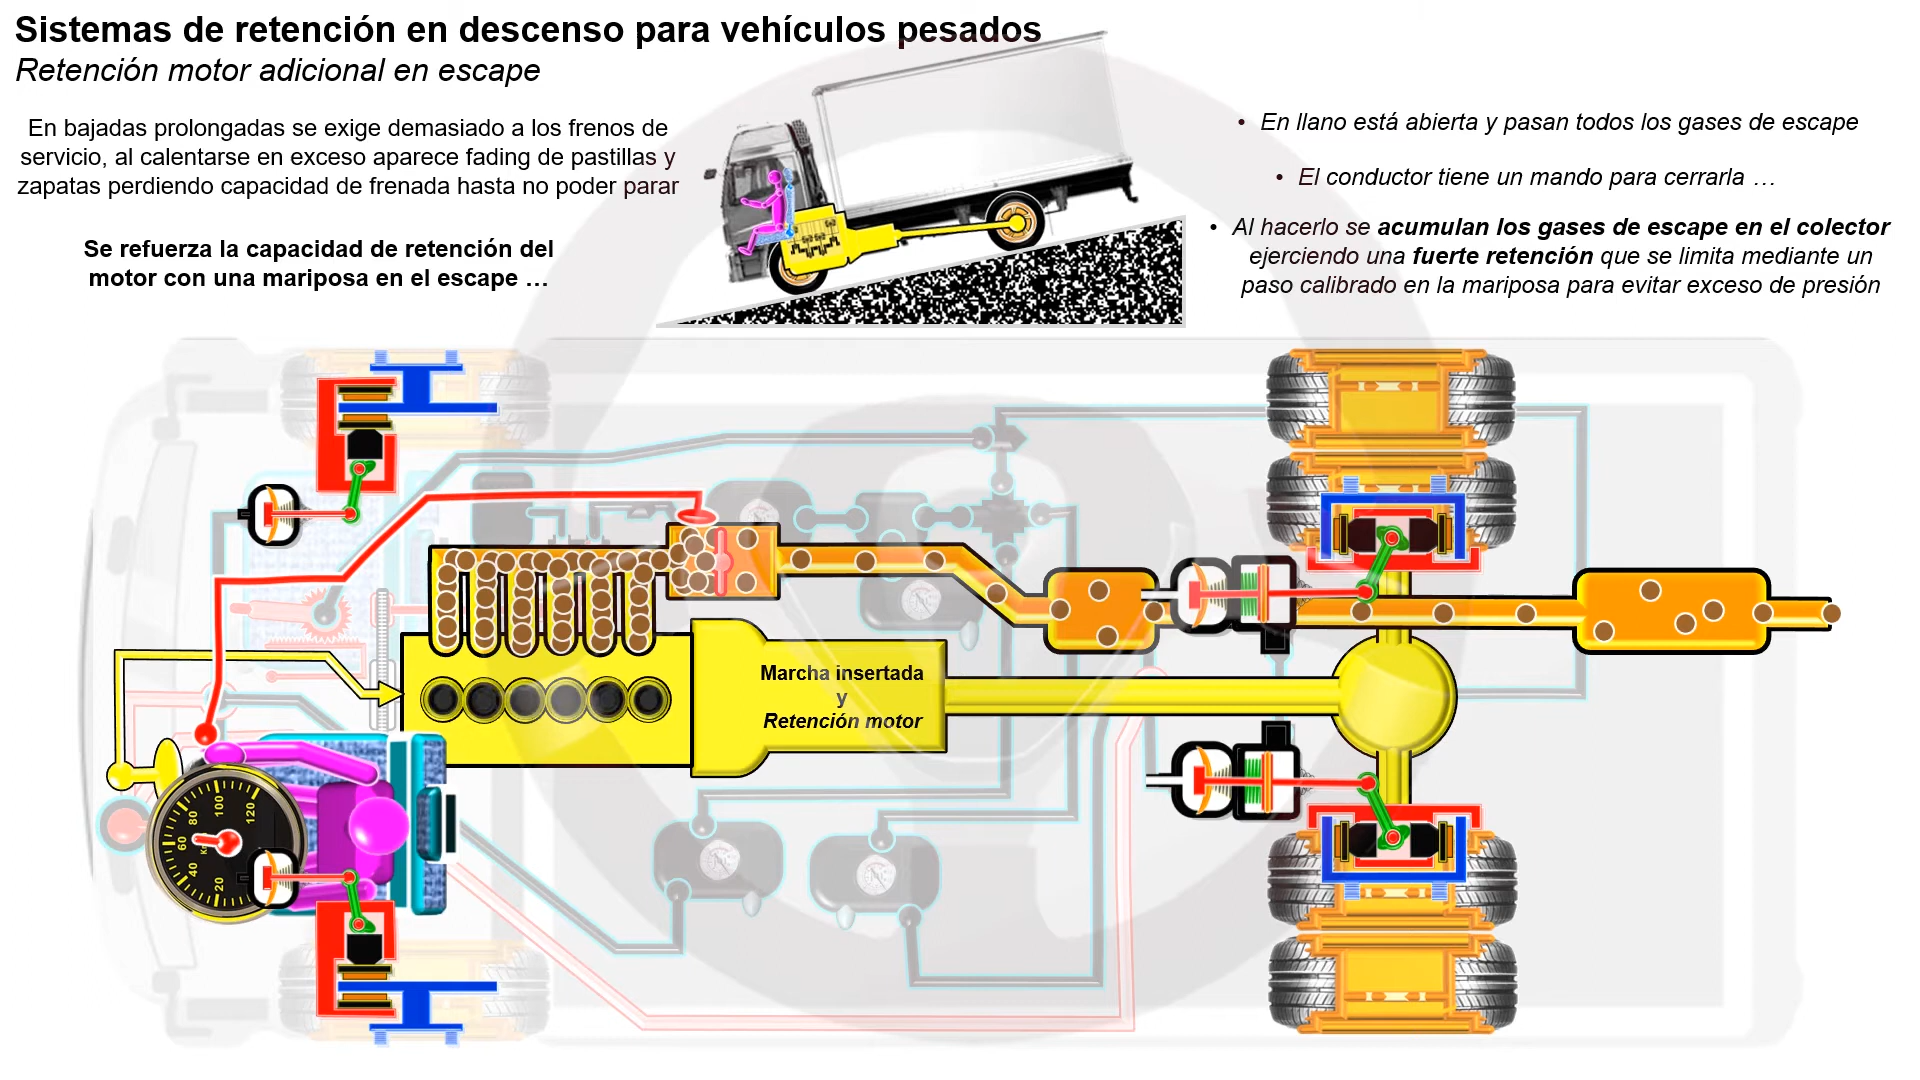 Sistemas de retención en descenso para vehículos pesados
Retención motor adicional en escape
En bajadas prolongadas se exige demasiado a los frenos de
servicio, al calentarse en exceso aparece fading de pastillas y
zapatas perdiendo capacidad de frenada hasta no poder parar
Se refuerza la capacidad de retención del
motor con una mariposa en el escape …
• En llano está abierta y pasan todos los gases de escape
• El conductor tiene un mando para cerrarla …
• Al hacerlo se acumulan los gases de escape en el colector
ejerciendo una fuerte retención que se limita mediante un
paso calibrado en la mariposa para evitar exceso de presión
Marcha insertada
y
Retención motor
20
40
60
80
100
120